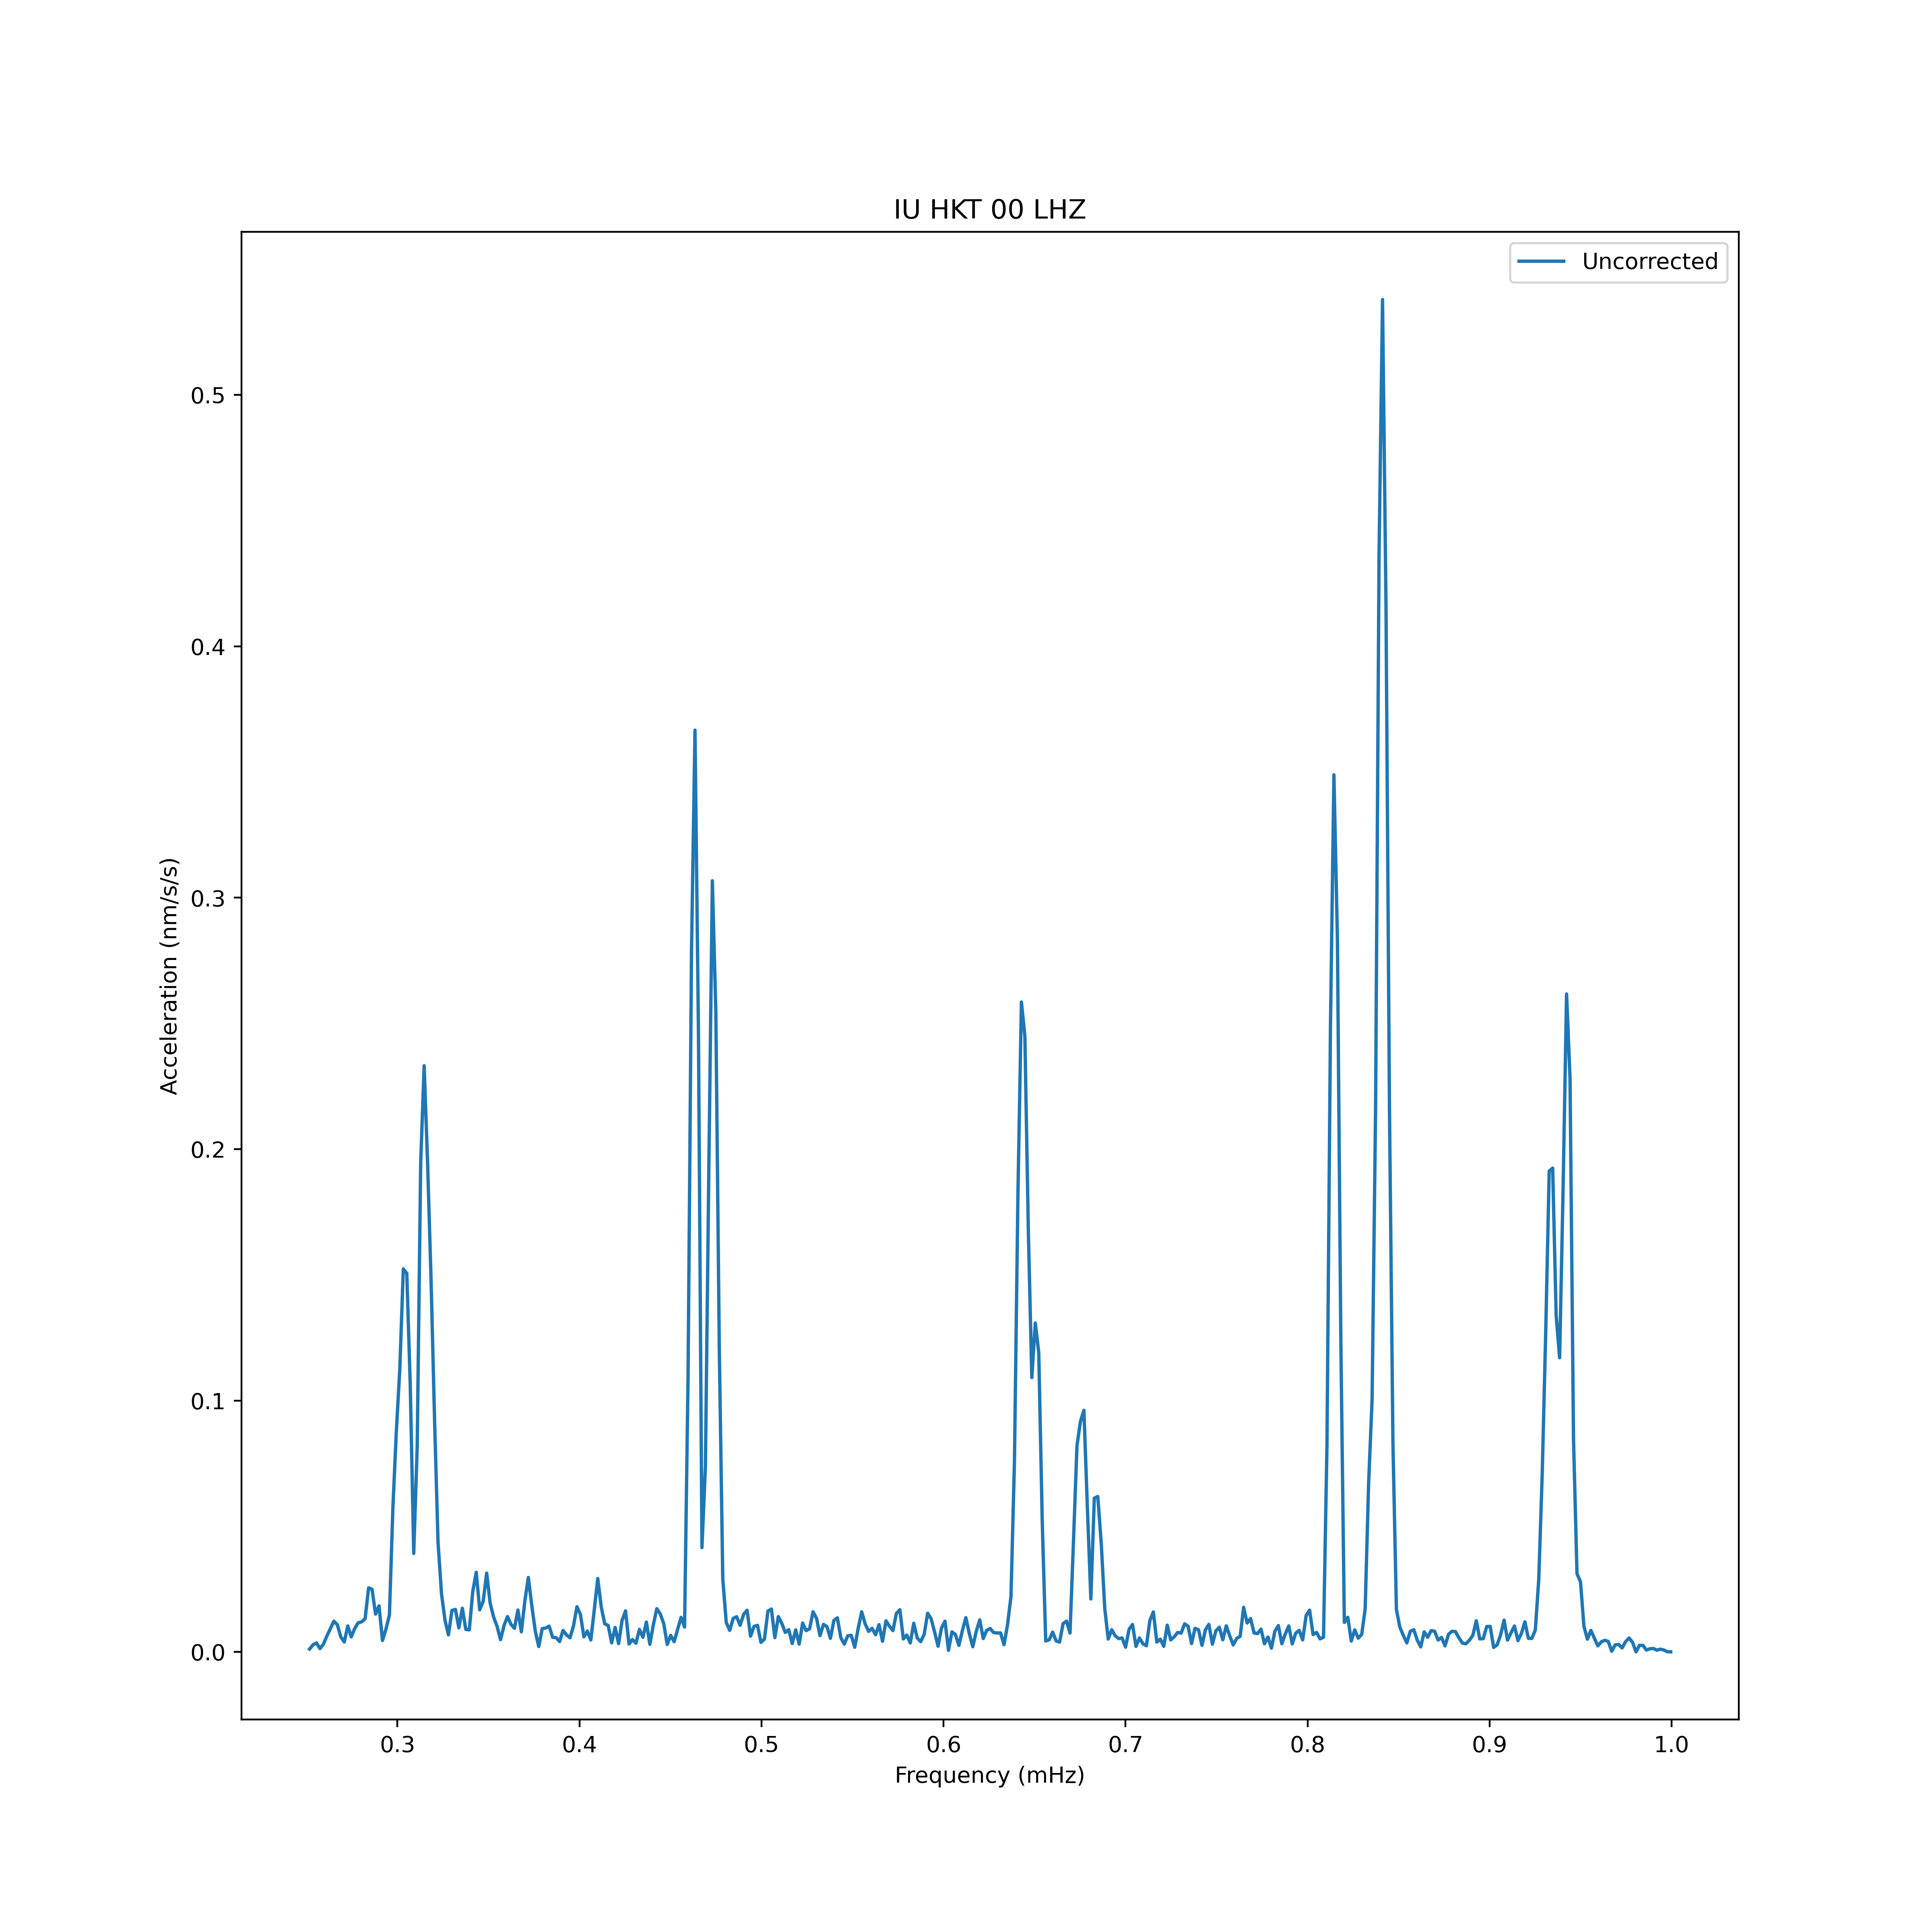 IU HKT 00 LHZ
Uncorrected
0.5
0.4
0.3
0.2
0.1
0.0
Acceleration (nm/s/s)
0.3 0.4 0.5 0.6 0.7 0.8 0.9 1.0
Frequency (mHz)